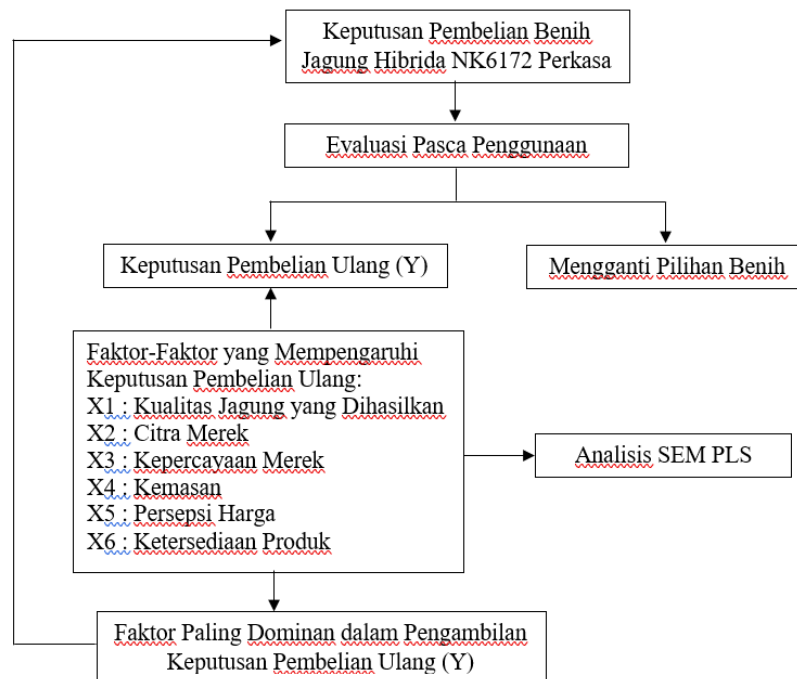 Keputusan Pembelian Benih
Jagung Hibrida NK6172 Perkasa
Evaluasi Pasca Penggunaan
Keputusan Pembelian Ulang (Y)
Mengganti Pilihan Benih
Faktor-Faktor yang Mempengaruhi
Keputusan Pembelian Ulang:
X1 : Kualitas Jagung yang Dihasilkan
X2 : Citra Merek
X3 : Kepercayaan Merek
X4 : Kemasan
X5 : Persepsi Harga
X6 : Ketersediaan Produk
Analisis SEM PLS
Faktor Paling Dominan dalam Pengambilan
Keputusan Pembelian Ulang (Y)